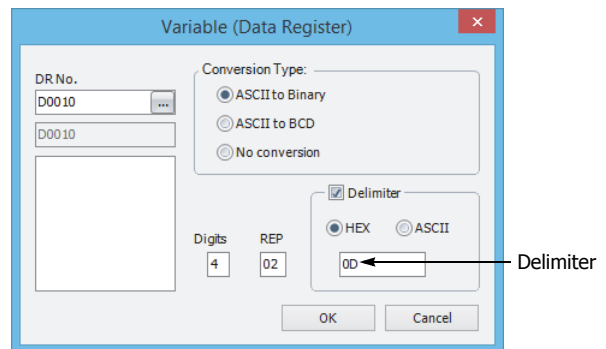 Variable (Data Register)
×
DR No.
D0010
...
D0010
Conversion Type:
ASCII to Binary
ASCII to BCD
No conversion
Digits
4
REP
02
Delimiter
HEX
ASCII
0D
Delimiter
OK
Cancel